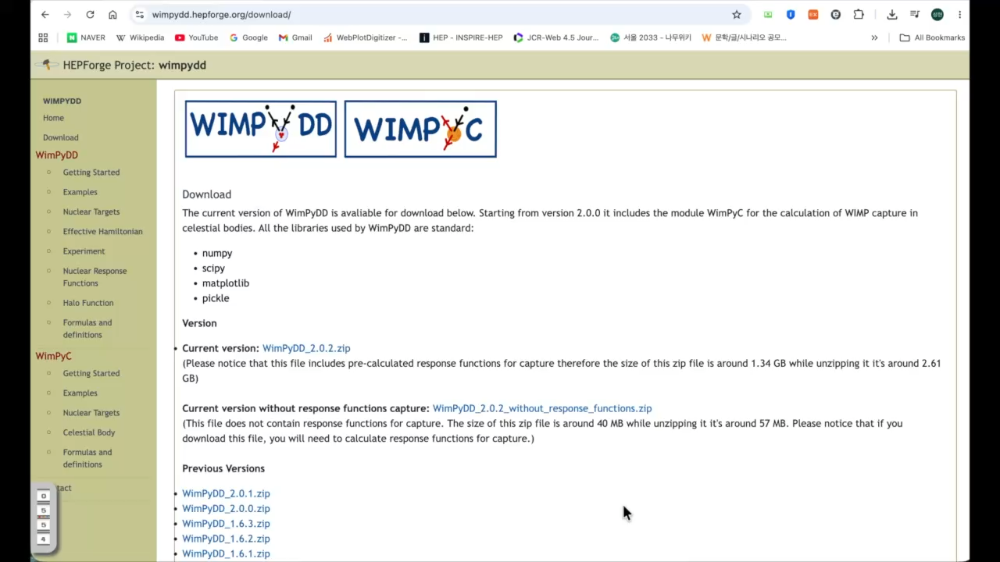 wimpydd.hepforge.org/download/
성현
NAVER
Wikipedia
YouTube
Google
Gmail
WebPlotDigitizer -...
HEP - INSPIRE-HEP
JCR-Web 4.5 Jour...
서울 2033 - 나무위키
문학/글/시나리오 공모...
»
All Bookmarks
HEPForge Project: wimpydd
WIMPYDD
Home
Download
WimPyDD
Getting Started
Examples
Nuclear Targets
Effective Hamiltonian
Experiment
Nuclear Response
Functions
Halo Function
Formulas and
definitions
WimPyC
Getting Started
Examples
Nuclear Targets
Celestial Body
Formulas and
definitions
tact
0
5
5
4
WIMPYDD
WIMPYC
Download
The current version of WimPyDD is avaliable for download below. Starting from version 2.0.0 it includes the module WimPyC for the calculation of WIMP capture in
celestial bodies. All the libraries used by WimPyDD are standard:
• numpy
• scipy
• matplotlib
• pickle
Version
• Current version: WimPyDD_2.0.2.zip
(Please notice that this file includes pre-calculated response functions for capture therefore the size of this zip file is around 1.34 GB while unzipping it it's around 2.61
GB)
Current version without response functions capture: WimPyDD_2.0.2_without_response_functions.zip
(This file does not contain response functions for capture. The size of this zip file is around 40 MB while unzipping it it's around 57 MB. Please notice that if you
download this file, you will need to calculate response functions for capture.)
Previous Versions
• WimPyDD_2.0.1.zip
• WimPyDD_2.0.0.zip
• WimPyDD_1.6.3.zip
• WimPyDD_1.6.2.zip
• WimPyDD_1.6.1.zip